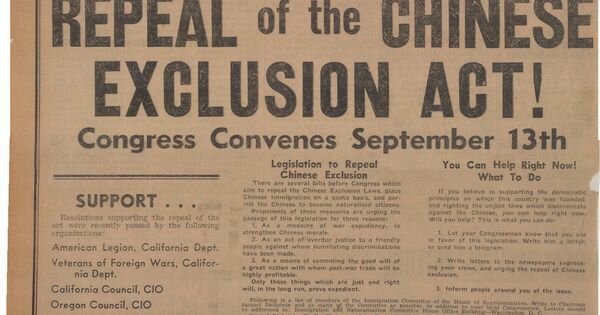 REPEAL of the CHINESE
EXCLUSION ACT!
Congress Convenes September 13th
SUPPORT . . .
Resolutions supporting the repeal of the
act were recently passed by the following
organizations:
American Legion, California Dept.
Veterans of Foreign Wars, Califor-
nia Dept.
California Council, CIO
Oregon Council, CIO
Legislation to Repeal
Chinese Exclusion
There are several bills before Congress which
aim to repeal the Chinese Exclusion Laws, place
Chinese Immigration on a quota basis, and per-
mit the Chinese to become naturalized citizens.
Proponents of these measures are urging the
passage of this legislation for three reasons:
1. As a measure of war expediency, to
strengthen Chinese morale.
2. As an act of overdue justice to a friendly
people against whom humiliating discriminations
have been made.
3. As a means of cementing the good will of
a great nation with whom post-war trade will be
highly profitable.
Only those things which are just and right
will, in the long run, prove expedient.
You Can Help Right Now!
What To Do
If you believe in supporting the democratic
principles on which this country was founded,
and righting the unjust laws which discriminate
against the Chinese, you can help right now.
Will you help? This is what you can do:
1. Let your Congressman know that you are
in favor of this legislation. Write him a letter,
or send him a telegram.
2. Write letters to the newspapers express-
ing your views, and urging the repeal of Chinese
exclusion.
3. Inform people around you of the issue.
Following is a list of members of the Immigration Committee of the House of Representatives. Write to Chairman
Samuel Dickstein and as many of the Committee as possible, in addition to your local Congressmen. Letters should
be addressed to: Immigration and Naturalization Committee House Office Building—Washington, D. C.